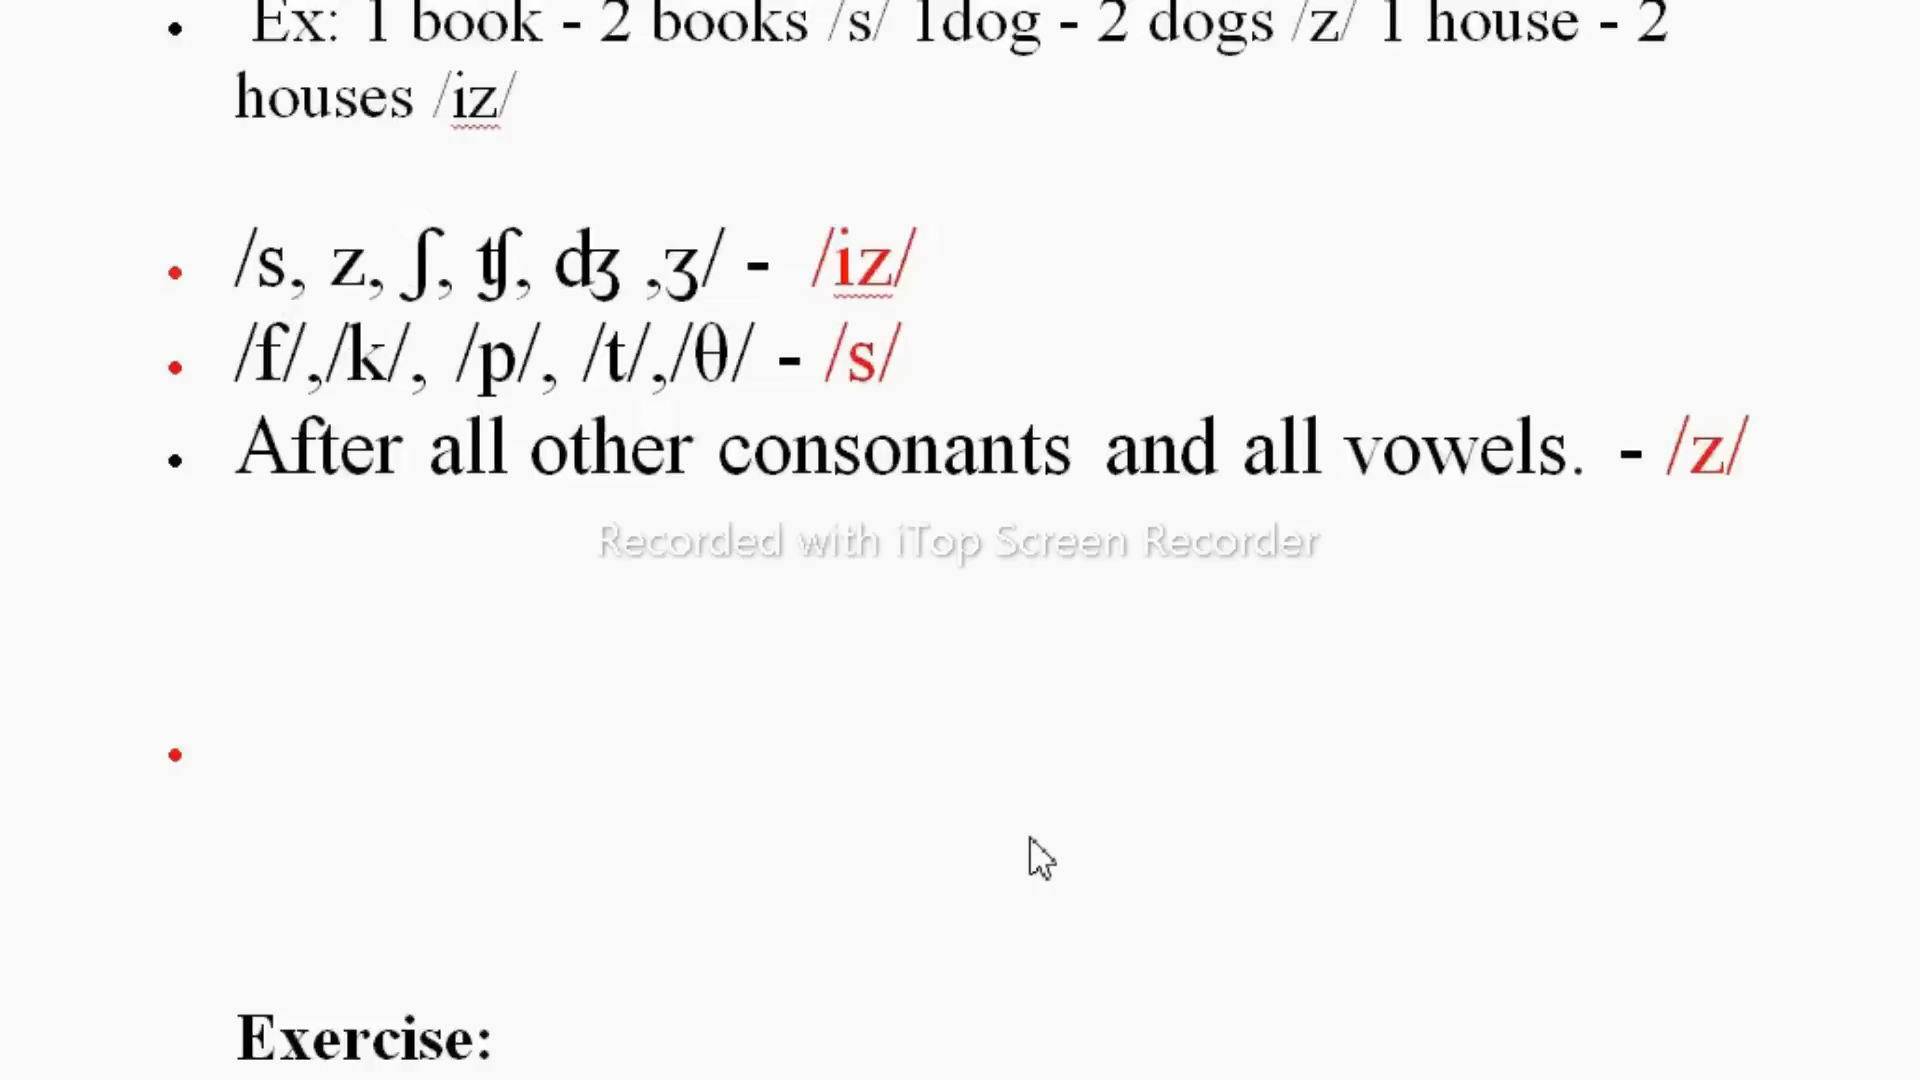 • Ex: 1 book - 2 books /s/ 1dog - 2 dogs /z/ 1 house - 2
houses /iz/
• /s, z, ʃ, ʧ, ʤ ,ʒ/ - /iz/
• /f/,/k/, /p/, /t/,/θ/ - /s/
• After all other consonants and all vowels. - /z/
Recorded with iTop Screen Recorder
•
Exercise: